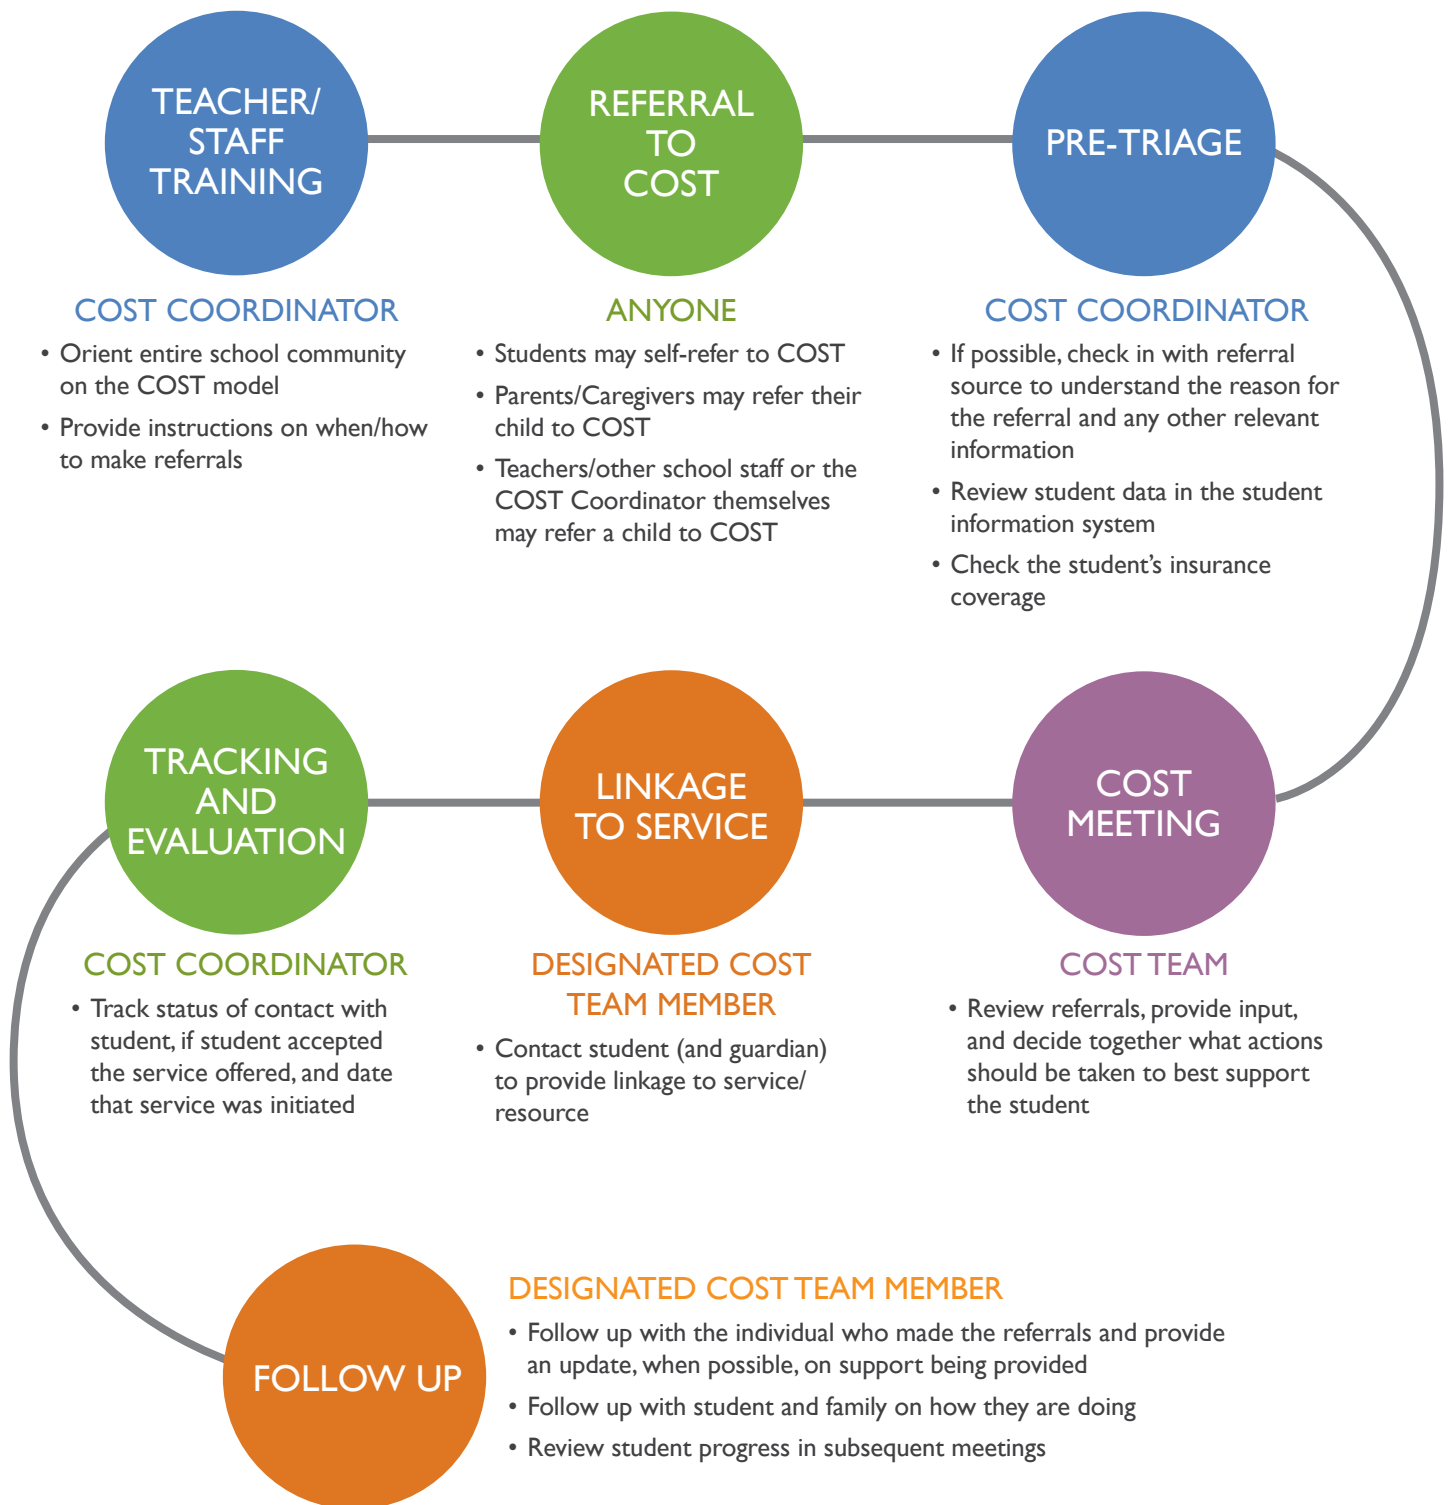 TEACHER/
STAFF
TRAINING
COST COORDINATOR
• Orient entire school community
on the COST model
• Provide instructions on when/how
to make referrals
REFERRAL
TO
COST
ANYONE
• Students may self-refer to COST
• Parents/Caregivers may refer their
child to COST
• Teachers/other school staff or the
COST Coordinator themselves
may refer a child to COST
PRE-TRIAGE
COST COORDINATOR
• If possible, check in with referral
source to understand the reason for
the referral and any other relevant
information
• Review student data in the student
information system
• Check the student’s insurance
coverage
COST
MEETING
COST TEAM
• Review referrals, provide input,
and decide together what actions
should be taken to best support
the student
LINKAGE
TO SERVICE
DESIGNATED COST
TEAM MEMBER
• Contact student (and guardian)
to provide linkage to service/
resource
TRACKING
AND
EVALUATION
COST COORDINATOR
• Track status of contact with
student, if student accepted
the service offered, and date
that service was initiated
FOLLOW UP
DESIGNATED COST TEAM MEMBER
• Follow up with the individual who made the referrals and provide
an update, when possible, on support being provided
• Follow up with student and family on how they are doing
• Review student progress in subsequent meetings